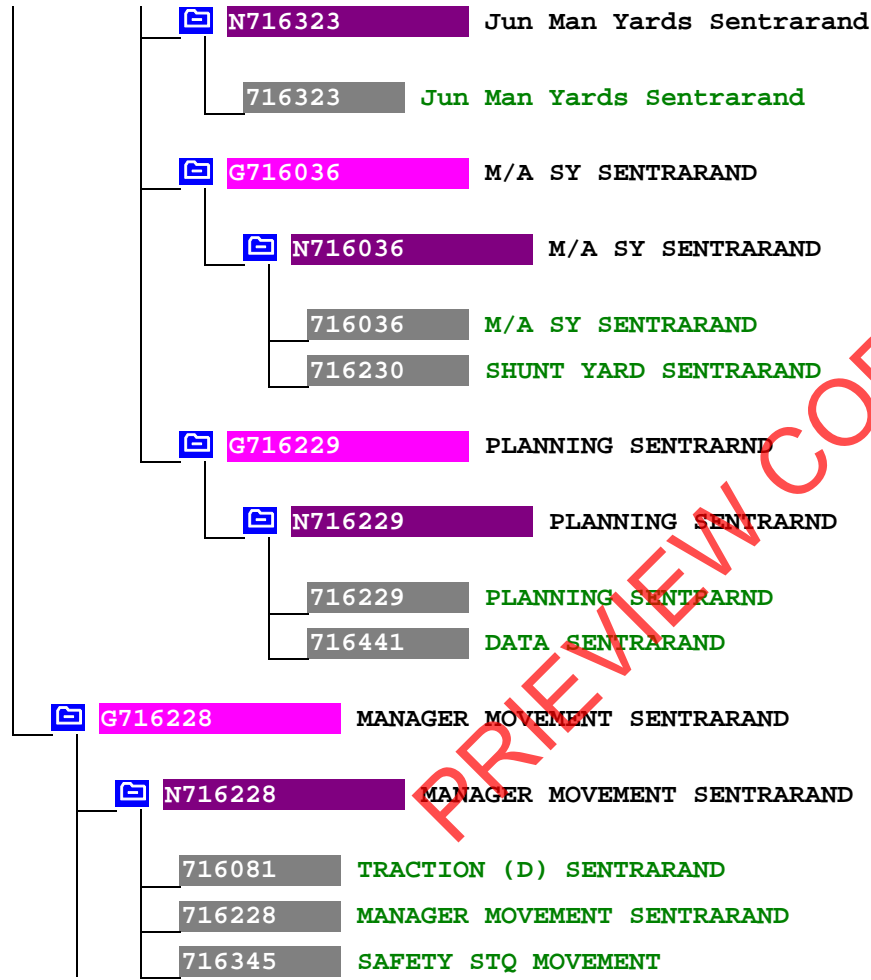 N716323 Jun Man Yards Sentrarand
716323 Jun Man Yards Sentrarand
G716036 M/A SY SENTRARAND
N716036 M/A SY SENTRARAND
716036 M/A SY SENTRARAND
716230 SHUNT YARD SENTRARAND
G716229 PLANNING SENTRARND
N716229 PLANNING SENTRARND
716229 PLANNING SENTRARND
716441 DATA SENTRARAND
G716228 MANAGER MOVEMENT SENTRARAND
N716228 MANAGER MOVEMENT SENTRARAND
716081 TRACTION (D) SENTRARAND
716228 MANAGER MOVEMENT SENTRARAND
716345 SAFETY STQ MOVEMENT
PRIEVIEW